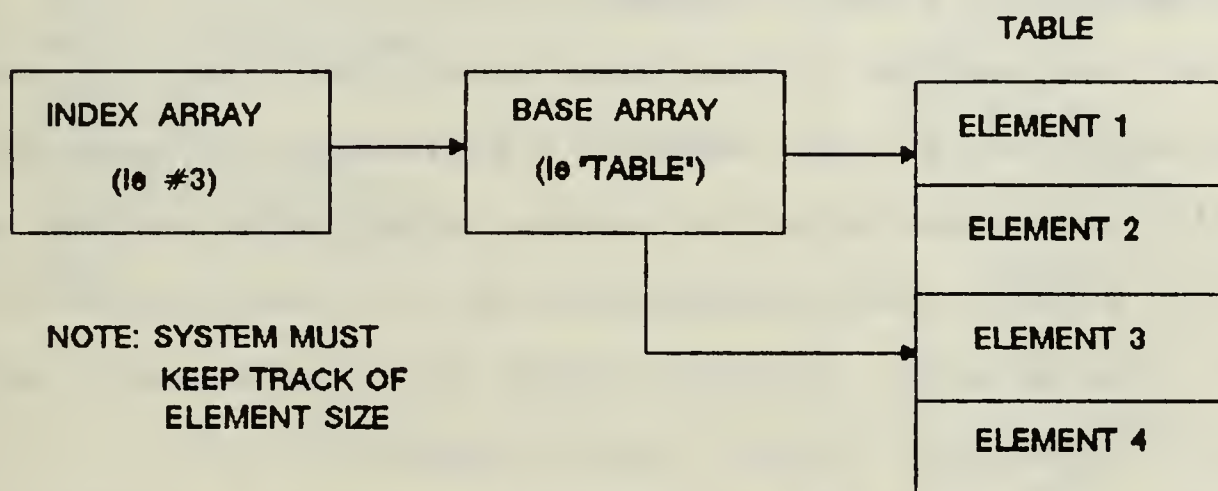 TABLE
INDEX ARRAY
(ie #3)
BASE ARRAY
(ie "TABLE")
ELEMENT 1
ELEMENT 2
ELEMENT 3
ELEMENT 4
NOTE: SYSTEM MUST
KEEP TRACK OF
ELEMENT SIZE